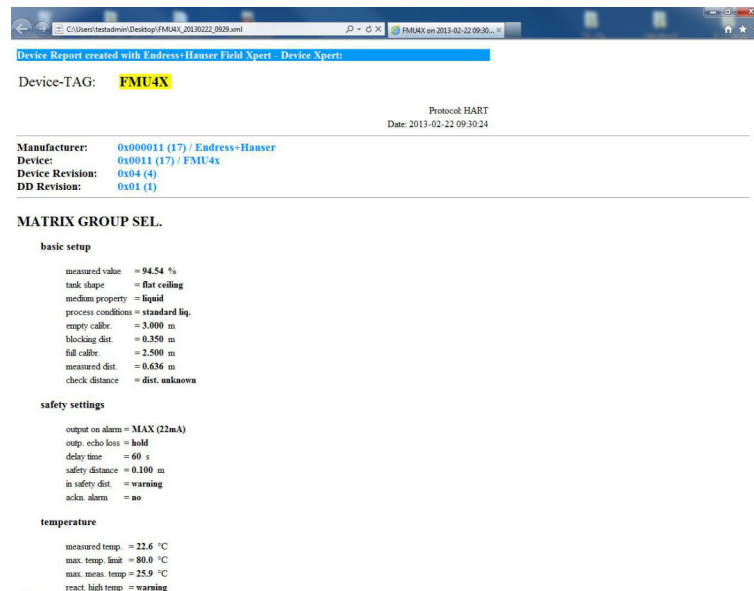 C:\Users\testadmin\Desktop\FMU4X_20130222_0929.xml
FMU4X on 2013-02-22 09:30...
Device Report created with Endress+Hauser Field Xpert - Device Xpert:
Device-TAG: FMU4X
Protocol: HART
Date: 2013-02-22 09:30:24
Manufacturer: 0x000011 (17) / Endress+Hauser
Device: 0x0011 (17) / FMU4x
Device Revision: 0x04 (4)
DD Revision: 0x01 (1)
MATRIX GROUP SEL.
basic setup
measured value = 94.54 %
tank shape = flat ceiling
medium property = liquid
process conditions = standard liq.
empty calibr. = 3.000 m
blocking dist. = 0.350 m
full calibr. = 2.500 m
measured dist. = 0.636 m
check distance = dist. unknown
safety settings
output on alarm = MAX (22mA)
outp. echo loss = hold
delay time = 60 s
safety distance = 0.100 m
in safety dist. = warning
ackn. alarm = no
temperature
measured temp. = 22.6 °C
max. temp. limit = 80.0 °C
max. meas. temp = 25.9 °C
react. high temp = warning